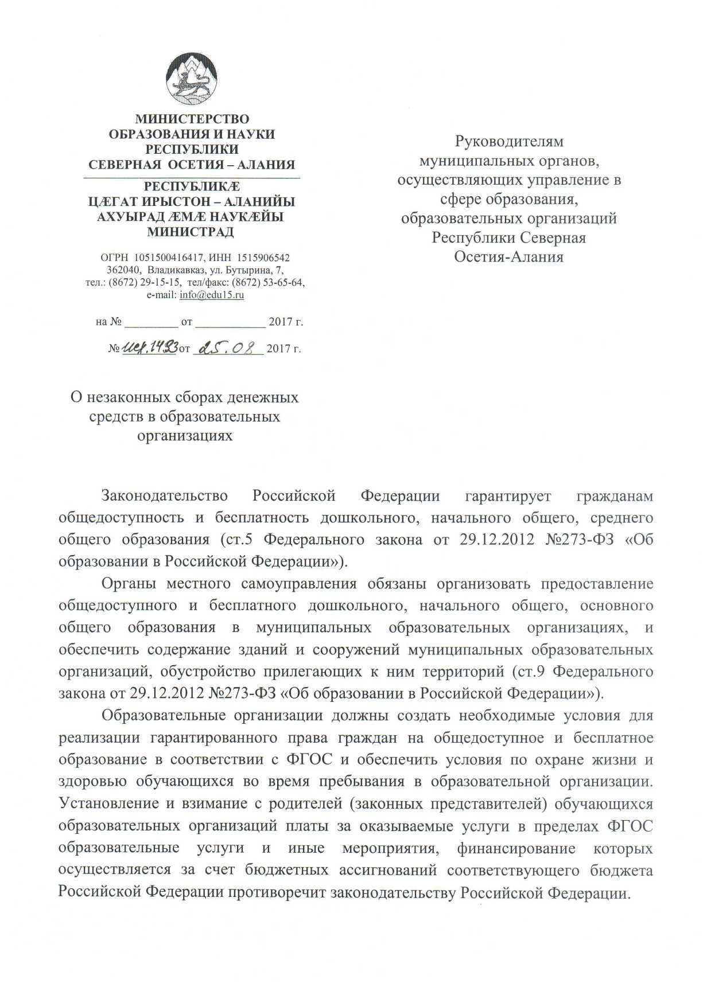 МИНИСТЕРСТВО
ОБРАЗОВАНИЯ И НАУКИ
РЕСПУБЛИКИ
СЕВЕРНАЯ ОСЕТИЯ – АЛАНИЯ
РЕСПУБЛИКÆ
ЦÆГАТ ИРЫСТОН – АЛАНИЙЫ
АХУЫРАД ÆМÆ НАУКÆЙЫ
МИНИСТРАД
ОГРН 1051500416417, ИНН 1515906542
362040, Владикавказ, ул. Бутырина, 7,
тел.: (8672) 29-15-15, тел/факс: (8672) 53-65-64,
e-mail: info@edu15.ru
на № __________ от ____________ 2017 г.
№ исх. 1493 от 25.08 2017 г.
Руководителям
муниципальных органов,
осуществляющих управление в
сфере образования,
образовательных организаций
Республики Северная
Осетия-Алания
О незаконных сборах денежных
средств в образовательных
организациях
Законодательство Российской Федерации гарантирует гражданам
общедоступность и бесплатность дошкольного, начального общего, среднего
общего образования (ст.5 Федерального закона от 29.12.2012 №273-ФЗ «Об
образовании в Российской Федерации»).
Органы местного самоуправления обязаны организовать предоставление
общедоступного и бесплатного дошкольного, начального общего, основного
общего образования в муниципальных образовательных организациях, и
обеспечить содержание зданий и сооружений муниципальных образовательных
организаций, обустройство прилегающих к ним территорий (ст.9 Федерального
закона от 29.12.2012 №273-ФЗ «Об образовании в Российской Федерации»).
Образовательные организации должны создать необходимые условия для
реализации гарантированного права граждан на общедоступное и бесплатное
образование в соответствии с ФГОС и обеспечить условия по охране жизни и
здоровью обучающихся во время пребывания в образовательной организации.
Установление и взимание с родителей (законных представителей) обучающихся
образовательных организаций платы за оказываемые услуги в пределах ФГОС
образовательные услуги и иные мероприятия, финансирование которых
осуществляется за счет бюджетных ассигнований соответствующего бюджета
Российской Федерации противоречит законодательству Российской Федерации.